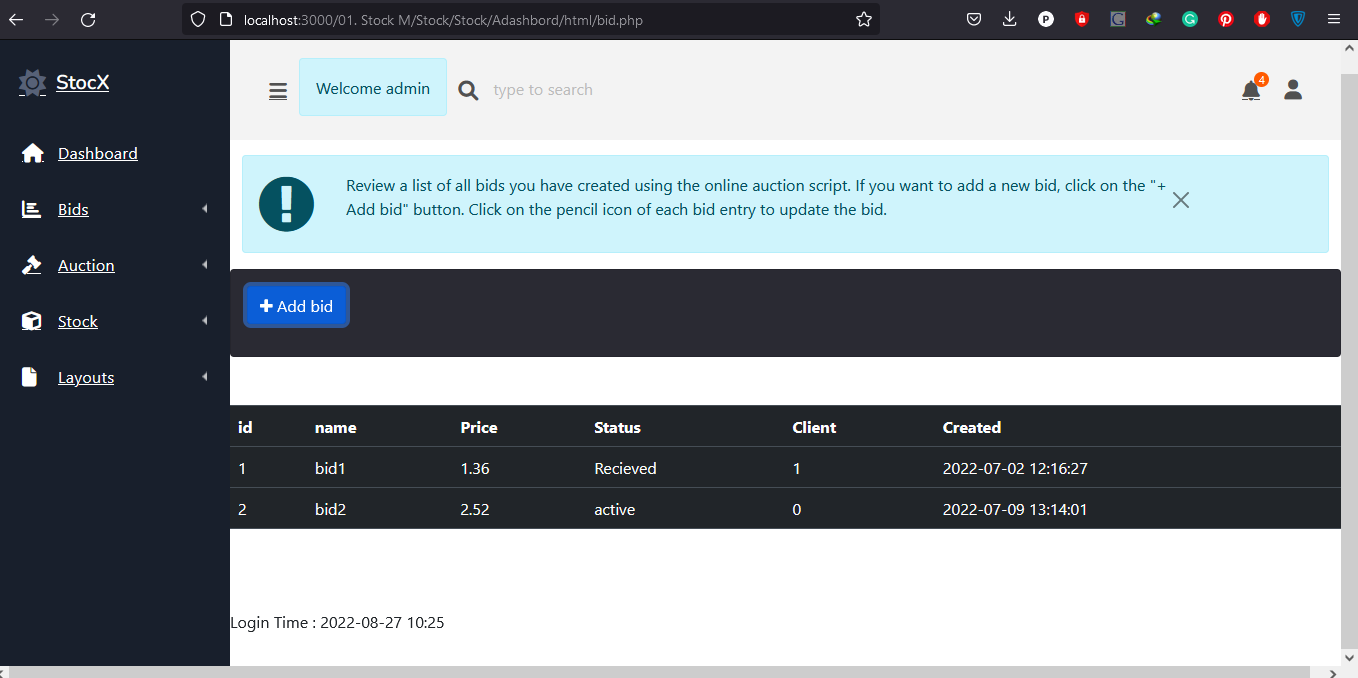 localhost:3000/01. Stock M/Stock/Stock/Adashbord/html/bid.php
StocX
Dashboard
Bids
Auction
Stock
Layouts
Welcome admin
type to search
4
Review a list of all bids you have created using the online auction script. If you want to add a new bid, click on the "+
Add bid" button. Click on the pencil icon of each bid entry to update the bid.
+ Add bid
id name Price Status Client Created
1 bid1 1.36 Recieved 1 2022-07-02 12:16:27
2 bid2 2.52 active 0 2022-07-09 13:14:01
Login Time : 2022-08-27 10:25